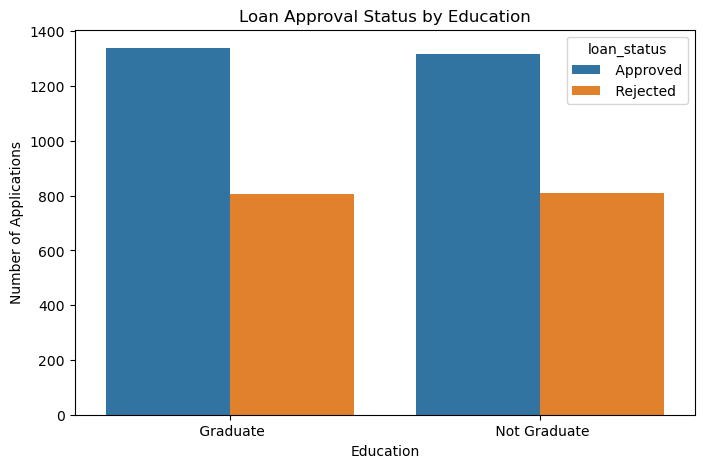 Loan Approval Status by Education
1400
1200
1000
800
600
400
200
0
Number of Applications
loan_status
Approved
Rejected
Graduate
Not Graduate
Education